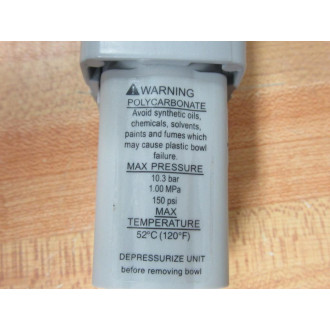 ⚠WARNING
POLYCARBONATE
Avoid synthetic oils,
chemicals, solvents,
paints and fumes which
may cause plastic bowl
failure.
MAX PRESSURE
10.3 bar
1.00 MPa
150 psi
MAX
TEMPERATURE
52°C (120°F)
DEPRESSURIZE UNIT
before removing bowl